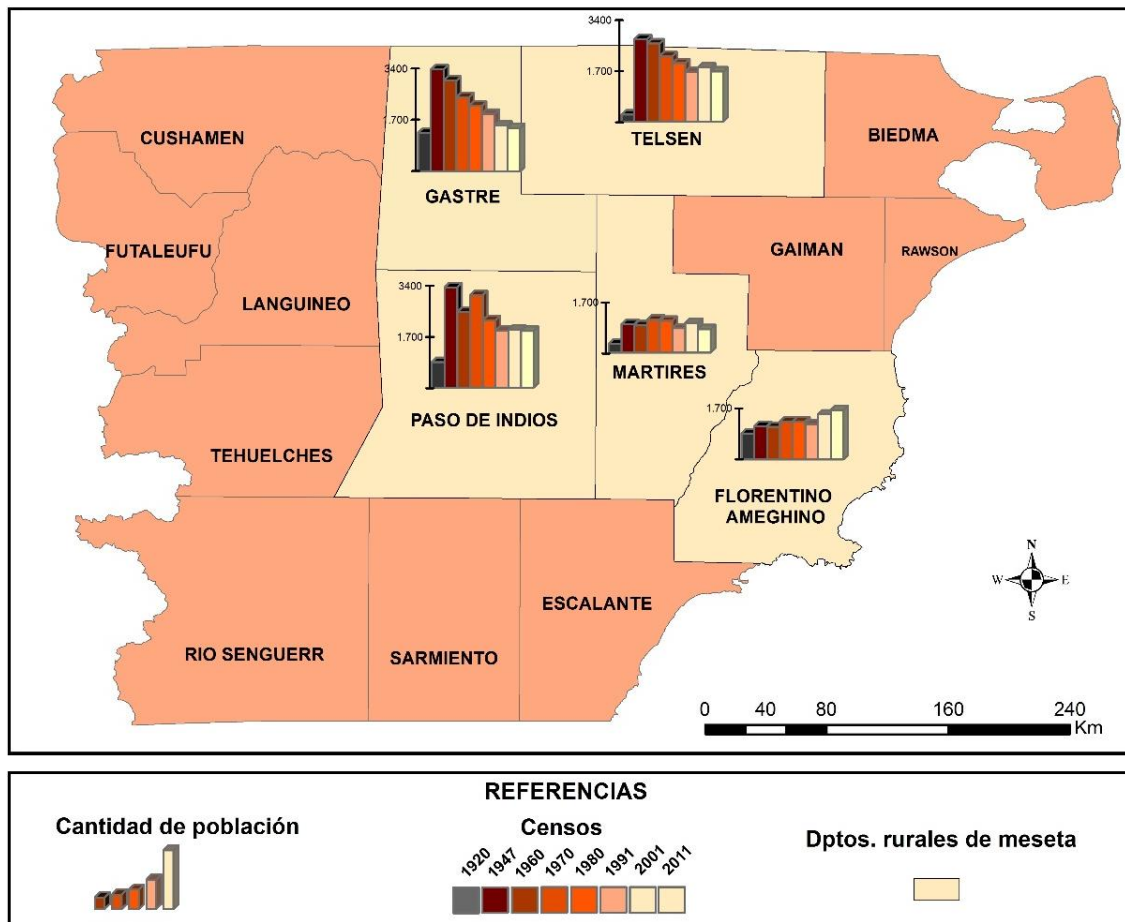 3400
1.700
TELSEN
3400
1.700
GASTRE
CUSHAMEN
BIEDMA
FUTALEUFU
LANGUINEO
GAIMAN
RAWSON
3400
1.700
PASO DE INDIOS
1.700
MARTIRES
1.700
FLORENTINO
AMEGHINO
TEHUELCHES
ESCALANTE
RIO SENGUERR
SARMIENTO
N
W
E
S
0 40 80 160 240
Km
REFERENCIAS
Cantidad de población
Censos
1920 1947 1960 1970 1980 1991 2001 2011
Dptos. rurales de meseta